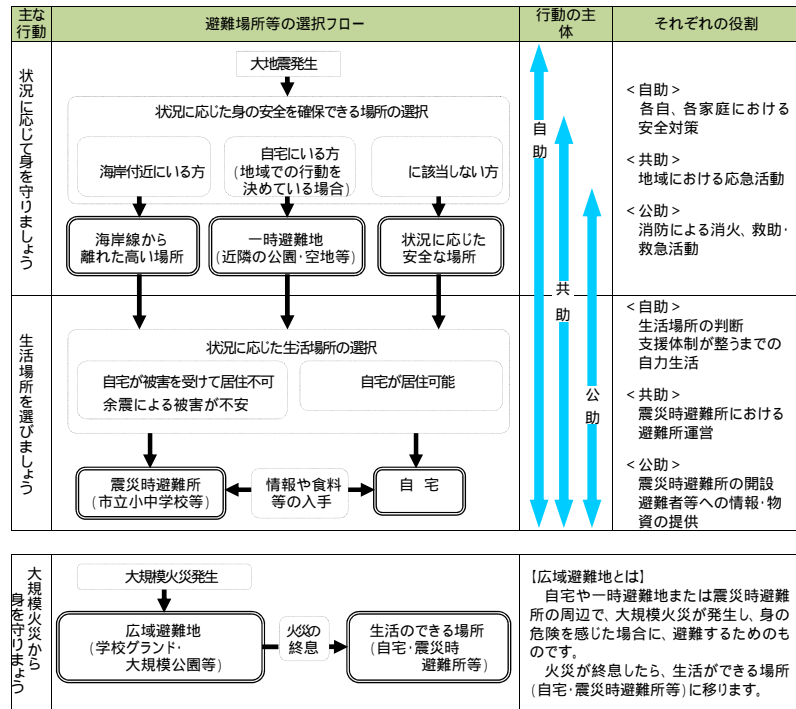 主な
行動
避難場所等の選択フロー
行動の主
体
それぞれの役割
状況に応じて身を守りましょう
大地震発生
状況に応じた身の安全を確保できる場所の選択
海岸付近にいる方
自宅にいる方
(地域での行動を
決めている場合)
に該当しない方
海岸線から
離れた高い場所
一時避難地
(近隣の公園・空地等)
状況に応じた
安全な場所
自助
共助
公助
<自助>
各自、各家庭における
安全対策
<共助>
地域における応急活動
<公助>
消防による消火、救助・
救急活動
生活場所を選びましょう
状況に応じた生活場所の選択
自宅が被害を受けて居住不可
余震による被害が不安
自宅が居住可能
震災時避難所
(市立小中学校等)
情報や食料
等の入手
自 宅
<自助>
生活場所の判断
支援体制が整うまでの
自力生活
<共助>
震災時避難所における
避難所運営
<公助>
震災時避難所の開設
避難者等への情報・物
資の提供
大規模火災から
身を守りまょう
大規模火災発生
広域避難地
(学校グランド・
大規模公園等)
火災の
終息
生活のできる場所
(自宅・震災時
避難所等)
【広域避難地とは】
自宅や一時避難地または震災時避難
所の周辺で、大規模火災が発生し、身の
危険を感じた場合に、避難するためのも
のです。
火災が終息したら、生活ができる場所
(自宅・震災時避難所等)に移ります。